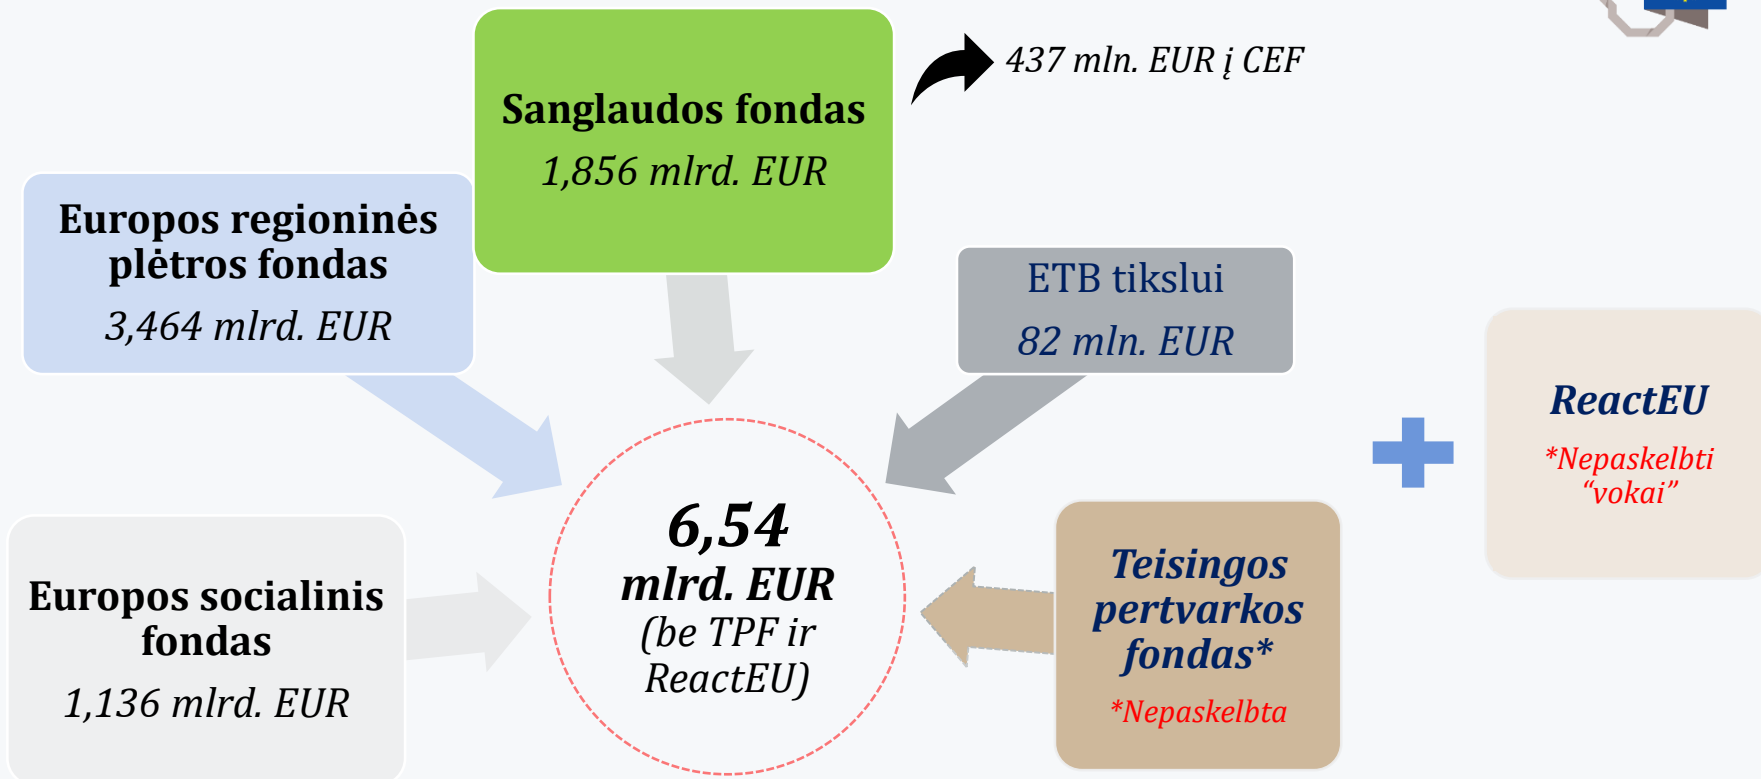 Sanglaudos fondas
1,856 mlrd. EUR
437 mln. EUR į CEF
Europos regioninės
plėtros fondas
3,464 mlrd. EUR
ETB tikslui
82 mln. EUR
ReactEU
*Nepaskelbti
“vokai”
Europos socialinis
fondas
1,136 mlrd. EUR
6,54
mlrd. EUR
(be TPF ir
ReactEU)
Teisingos
pertvarkos
fondas*
*Nepaskelbta